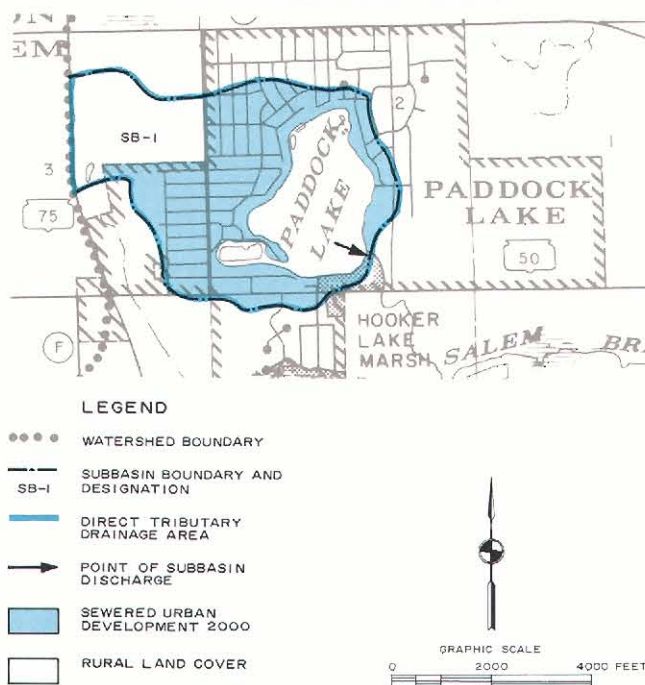 ON
EM
SB-1
2
3
75
PADDOCK
LAKE
PADDOCK
LAKE
50
HOOKER
LAKE
MARSH
SALEM
BR
F
LEGEND
WATERSHED BOUNDARY
SUBBASIN BOUNDARY AND
DESIGNATION
SB-1
DIRECT TRIBUTARY
DRAINAGE AREA
POINT OF SUBBASIN
DISCHARGE
SEWERED URBAN
DEVELOPMENT 2000
RURAL LAND COVER
GRAPHIC SCALE
0 2000 4000 FEET